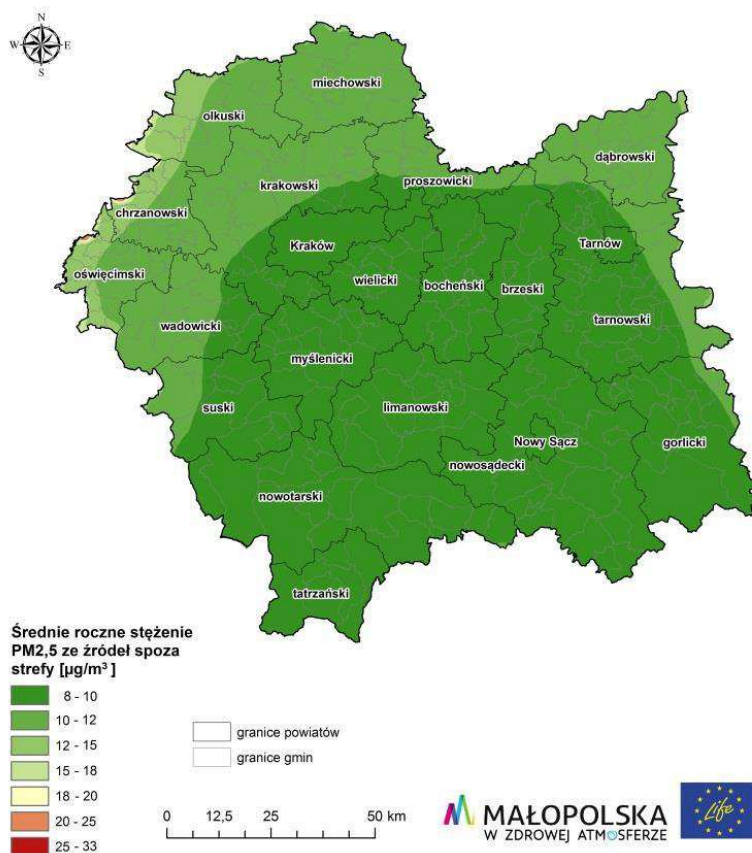 N
W E
S
miechowski
olkuski
dąbrowski
krakowski
proszowicki
chrzanowski
Kraków
Tarnów
oświęcimski
wielicki
bocheński
brzeski
tarnowski
wadowicki
myślenicki
suski
limanowski
Nowy Sącz
gorlicki
nowosądecki
nowotarski
tatrzański
Średnie roczne stężenie
PM2,5 ze źródeł spoza
strefy [µg/m³ ]
8 - 10
10 - 12
12 - 15
15 - 18
18 - 20
20 - 25
25 - 33
granice powiatów
granice gmin
0 12,5 25 50 km
MAŁOPOLSKA
W ZDROWEJ ATMOSFERZE
Life